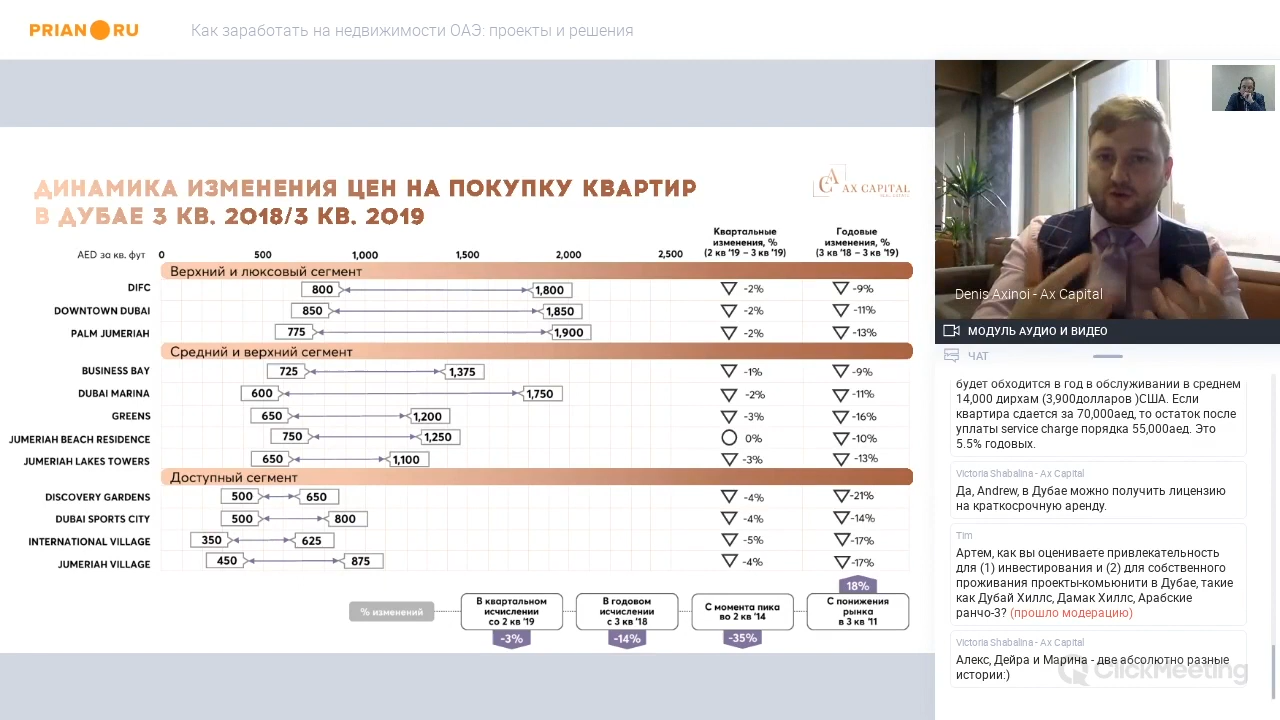 PRIAN RU
Как заработать на недвижимости ОАЭ: проекты и решения
ДИНАМИКА ИЗМЕНЕНИЯ ЦЕН НА ПОКУПКУ КВАРТИР
В ДУБАЕ 3 КВ. 2018/3 КВ. 2019
AX CAPITAL
Квартальные
изменения, %
(2 кв '19 – 3 кв '19)
Годовые
изменения, %
(3 кв '18 – 3 кв '19)
AED за кв. фут 0 500 1,000 1,500 2,000 2,500
Верхний и люксовый сегмент
DIFC 800 1,800 -2% -9%
DOWNTOWN DUBAI 850 1,850 -2% -11%
PALM JUMERIAH 775 1,900 -2% -13%
Средний и верхний сегмент
BUSINESS BAY 725 1,375 -1% -9%
DUBAI MARINA 600 1,750 -2% -11%
GREENS 650 1,200 -3% -16%
JUMERIAH BEACH RESIDENCE 750 1,250 0% -10%
JUMERIAH LAKES TOWERS 650 1,100 -3% -13%
Доступный сегмент
DISCOVERY GARDENS 500 650 -4% -21%
DUBAI SPORTS CITY 500 800 -4% -14%
INTERNATIONAL VILLAGE 350 625 -5% -17%
JUMERIAH VILLAGE 450 875 -4% -17%
% изменений
В квартальном
исчислении
со 2 кв '19
-3%
В годовом
исчислении
с 3 кв '18
-14%
С момента пика
во 2 кв '14
-35%
18%
С понижения
рынка
в 3 кв '11
Denis Axinoi - Ax Capital
МОДУЛЬ АУДИО И ВИДЕО
ЧАТ
будет обходится в год в обслуживании в среднем
14,000 дирхам (3,900долларов )США. Если
квартира сдается за 70,000аед, то остаток после
уплаты service charge порядка 55,000аед. Это
5.5% годовых.
Victoria Shabalina - Ax Capital
Да, Andrew, в Дубае можно получить лицензию
на краткосрочную аренду.
Tim
Артем, как вы оцениваете привлекательность
для (1) инвестирования и (2) для собственного
проживания проекты-комьюнити в Дубае, такие
как Дубай Хиллс, Дамак Хиллс, Арабские
ранчо-3? (прошло модерацию)
Victoria Shabalina - Ax Capital
Алекс, Дейра и Марина - две абсолютно разные
истории:)
ClickMeeting